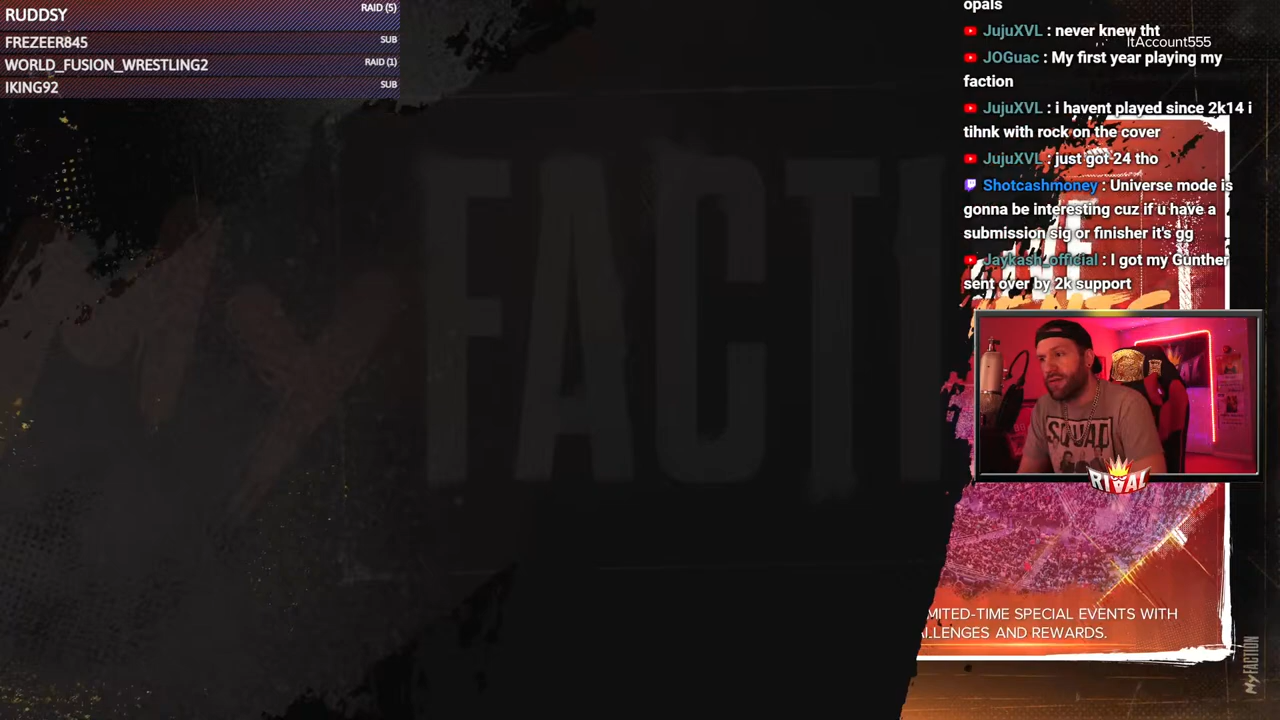 RUDDSY RAID (5)
FREZEER845 SUB
WORLD_FUSION_WRESTLING2 RAID (1)
IKING92 SUB
opals
JujuXVL : never knew tht
ItAccount555
JOGuac : My first year playing my
faction
JujuXVL : i havent played since 2k14 i
tihnk with rock on the cover
JujuXVL : just got 24 tho
Shotcashmoney : Universe mode is
gonna be interesting cuz if u have a
submission sig or finisher it's gg
Jaykash_official : I got my Gunther
sent over by 2k support
MY FACTI
SQUAD
RIVAL
MITED-TIME SPECIAL EVENTS WITH
LLENGES AND REWARDS.
MyFACTION